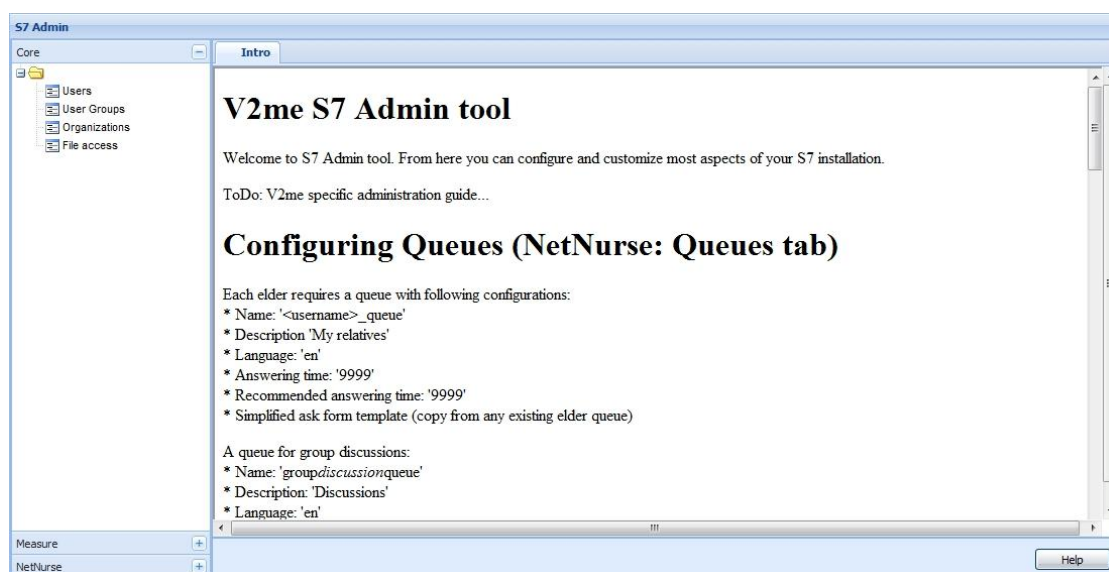 S7 Admin
Core
Users
User Groups
Organizations
File access
Measure
NetNurse
Intro
V2me S7 Admin tool
Welcome to S7 Admin tool. From here you can configure and customize most aspects of your S7 installation.
ToDo: V2me specific administration guide...
Configuring Queues (NetNurse: Queues tab)
Each elder requires a queue with following configurations:
* Name: '<username>_queue'
* Description 'My relatives'
* Language: 'en'
* Answering time: '9999'
* Recommended answering time: '9999'
* Simplified ask form template (copy from any existing elder queue)
A queue for group discussions:
* Name: 'groupdiscussionqueue'
* Description: 'Discussions'
* Language: 'en'
Help